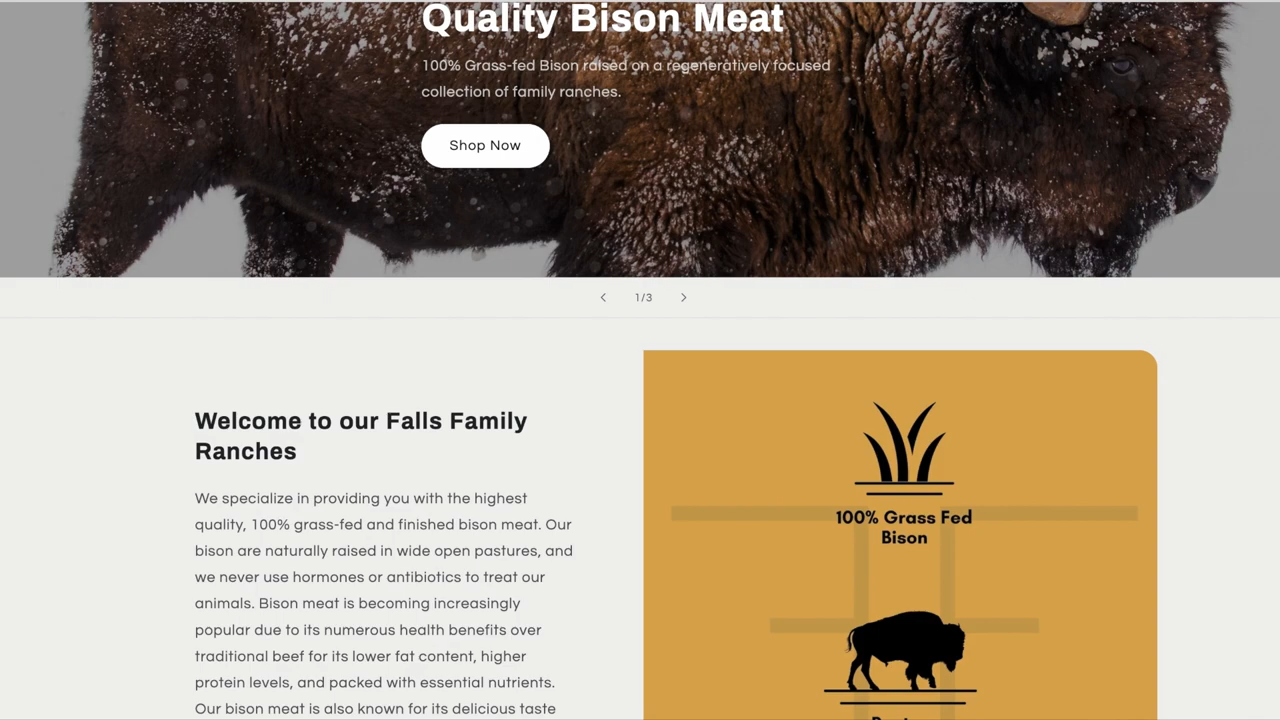 Quality Bison Meat
100% Grass-fed Bison raised on a regeneratively focused
collection of family ranches.
Shop Now
1/3
Welcome to our Falls Family
Ranches
We specialize in providing you with the highest
quality, 100% grass-fed and finished bison meat. Our
bison are naturally raised in wide open pastures, and
we never use hormones or antibiotics to treat our
animals. Bison meat is becoming increasingly
popular due to its numerous health benefits over
traditional beef for its lower fat content, higher
protein levels, and packed with essential nutrients.
Our bison meat is also known for its delicious taste
100% Grass Fed
Bison